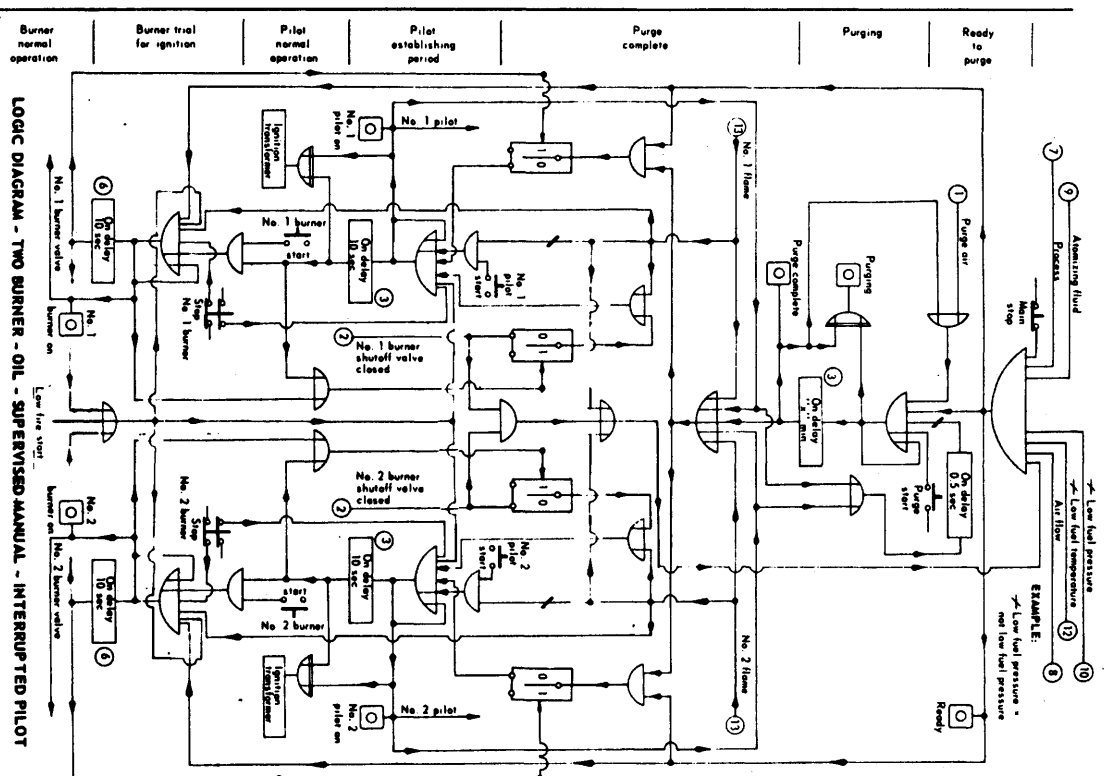 Burner
normal
operation
Burner trial
for ignition
Pilot
normal
operation
Pilot
establishing
period
Purge
complete
Purging
Ready
to
purge
LOGIC DIAGRAM - TWO BURNER - OIL - SUPERVISED-MANUAL - INTERRUPTED PILOT
7
Process
9
Atomizing fluid
Main
stop
1
Purge air
Low fuel pressure
10
Low fuel temperature
12
Air flow
8
EXAMPLE:
Low fuel pressure =
not low fuel pressure
Ready
On delay
0.5 sec
Purge
start
3
On delay
"x" min
Purging
Purge complete
13
No. 1 flame
No. 2 flame
13
1
0
0
1
0
1
1
0
No. 1 pilot
No. 1
pilot on
Ignition
transformer
No. 1
pilot
start
3
On delay
10 sec
2
No. 1 burner
shutoff valve
closed
No. 1 burner
start
Stop
No. 1 burner
6
On delay
10 sec
No. 1 burner valve
No. 1
burner on
Low fire start
No. 2 burner
shutoff valve
closed
2
No. 2
pilot
start
3
On delay
10 sec
No. 2 pilot
No. 2
pilot on
Ignition
transformer
start
No. 2 burner
No. 2 burner
Stop
6
On delay
10 sec
No. 2
burner on
No. 2 burner valve